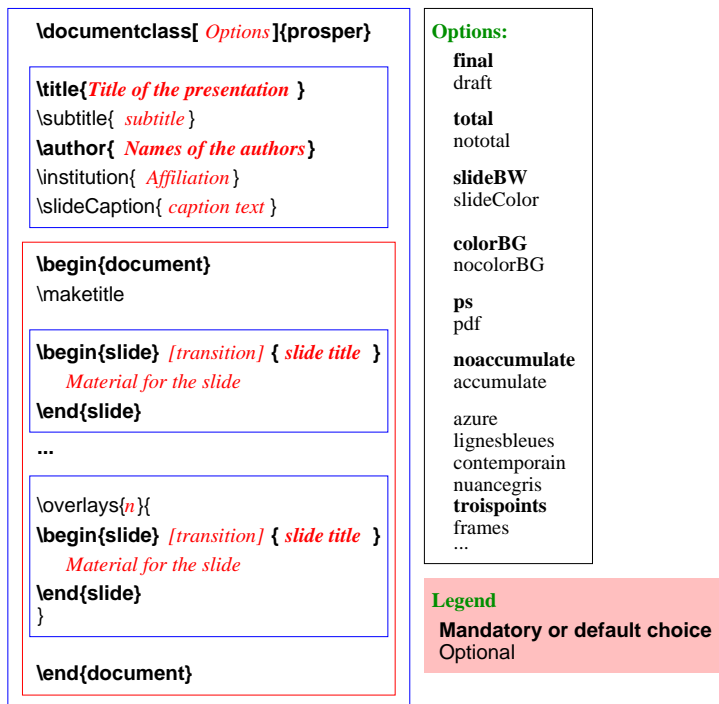 \documentclass[ Options]{prosper}
\title{Title of the presentation }
\subtitle{ subtitle }
\author{ Names of the authors}
\institution{ Affiliation }
\slideCaption{ caption text }
\begin{document}
\maketitle
\begin{slide} [transition] { slide title }
Material for the slide
\end{slide}
...
\overlays{n}{
\begin{slide} [transition] { slide title }
Material for the slide
\end{slide}
}
\end{document}
Options:
final
draft
total
nototal
slideBW
slideColor
colorBG
nocolorBG
ps
pdf
noaccumulate
accumulate
azure
lignesbleues
contemporain
nuancegris
troispoints
frames
...
Legend
Mandatory or default choice
Optional